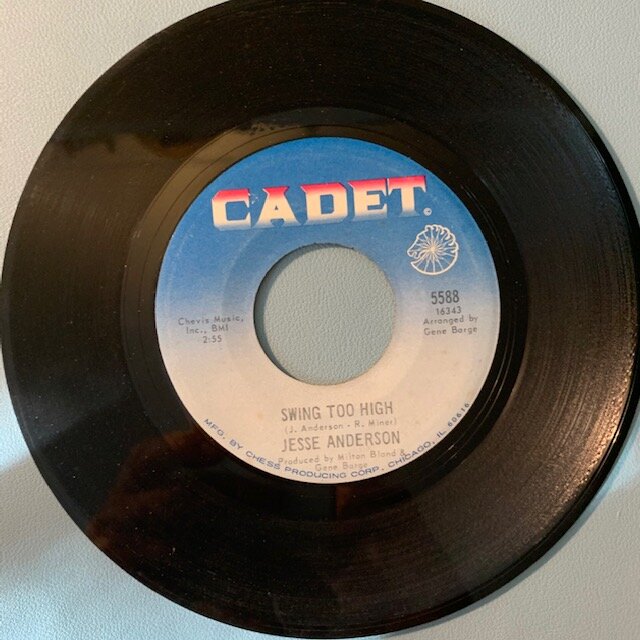 CADET
©
5588
16343
Arranged by
Gene Barge
Chevis Music,
Inc., BMI
2:55
SWING TOO HIGH
(J. Anderson - R. Miner)
JESSE ANDERSON
Produced by Milton Bland &
Gene Barge
MFG. BY CHESS PRODUCING CORP., CHICAGO, IL. 60616